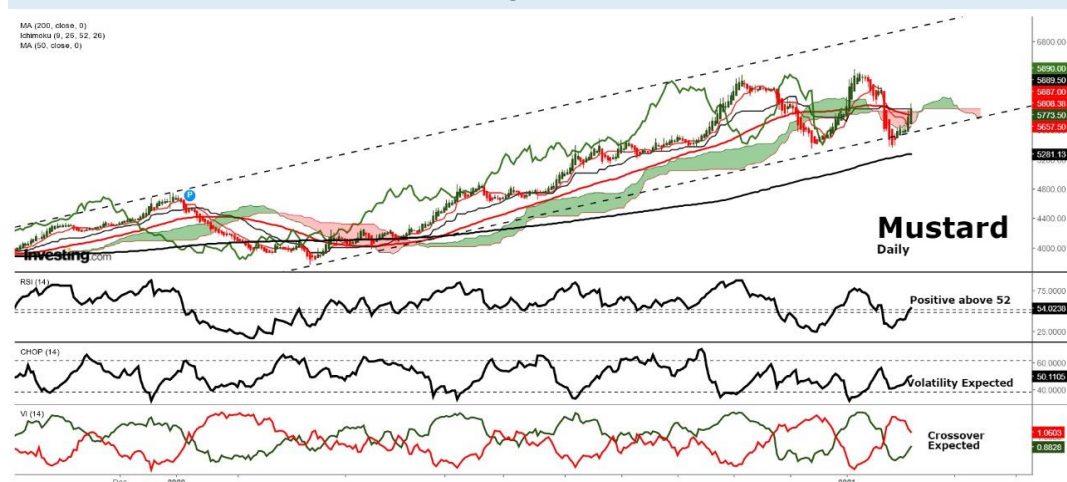 MA (200, close, 0)
Ichimoku (9, 26, 52, 26)
MA (50, close, 0)
6800.00
5890.00
5889.50
5687.00
5808.38
5773.50
5657.50
5281.13
4800.00
4400.00
4000.00
P
Mustard
Daily
Investing.com
RSI (14)
75.0000
Positive above 52
54.0238
25.0000
CHOP (14)
60.0000
50.1105
Volatility Expected
40.0000
VI (14)
1.0603
Crossover
Expected
0.8828